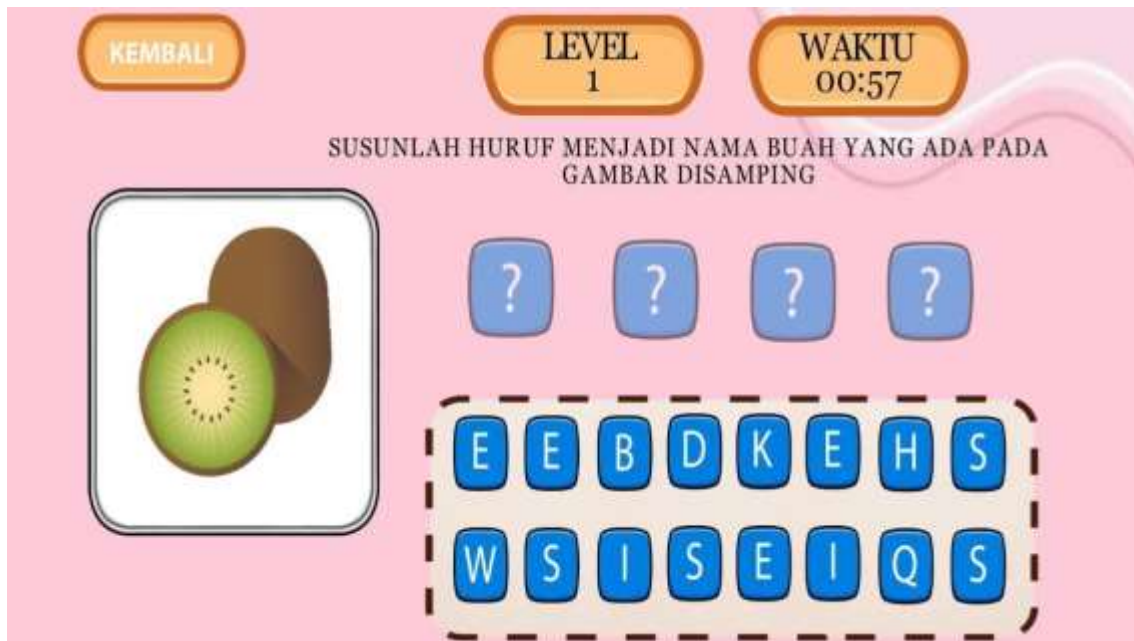 KEMBALI
LEVEL
1
WAKTU
00:57
SUSUNLAH HURUF MENJADI NAMA BUAH YANG ADA PADA
GAMBAR DISAMPING
? ? ? ?
E E B D K E H S
W S I S E I Q S